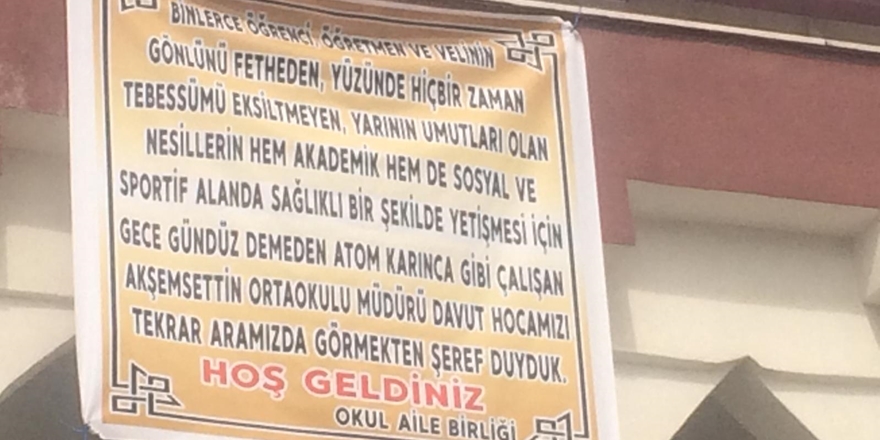 BİNLERCE ÖĞRENCİ, ÖĞRETMEN VE VELİNİN
GÖNLÜNÜ FETHEDEN, YÜZÜNDE HİÇBİR ZAMAN
TEBESSÜMÜ EKSİLTMEYEN, YARININ UMUTLARI OLAN
NESİLLERİN HEM AKADEMİK HEM DE SOSYAL VE
SPORTİF ALANDA SAĞLIKLI BİR ŞEKİLDE YETİŞMESİ İÇİN
GECE GÜNDÜZ DEMEDEN ATOM KARINCA GİBİ ÇALIŞAN
AKŞEMSETTİN ORTAOKULU MÜDÜRÜ DAVUT HOCAMIZI
TEKRAR ARAMIZDA GÖRMEKTEN ŞEREF DUYDUK.
HOŞ GELDİNİZ
OKUL AİLE BİRLİĞİ